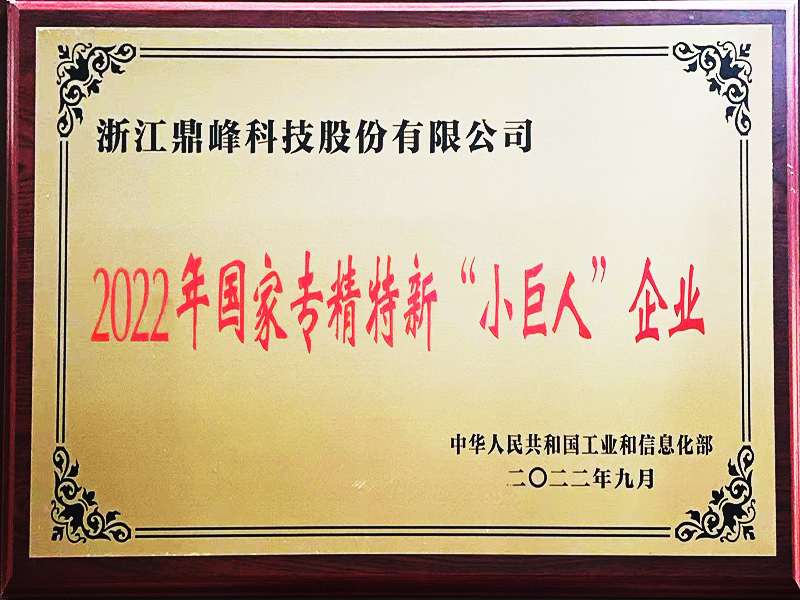 浙江鼎峰科技股份有限公司
2022年国家专精特新“小巨人”企业
中华人民共和国工业和信息化部
二〇二二年九月